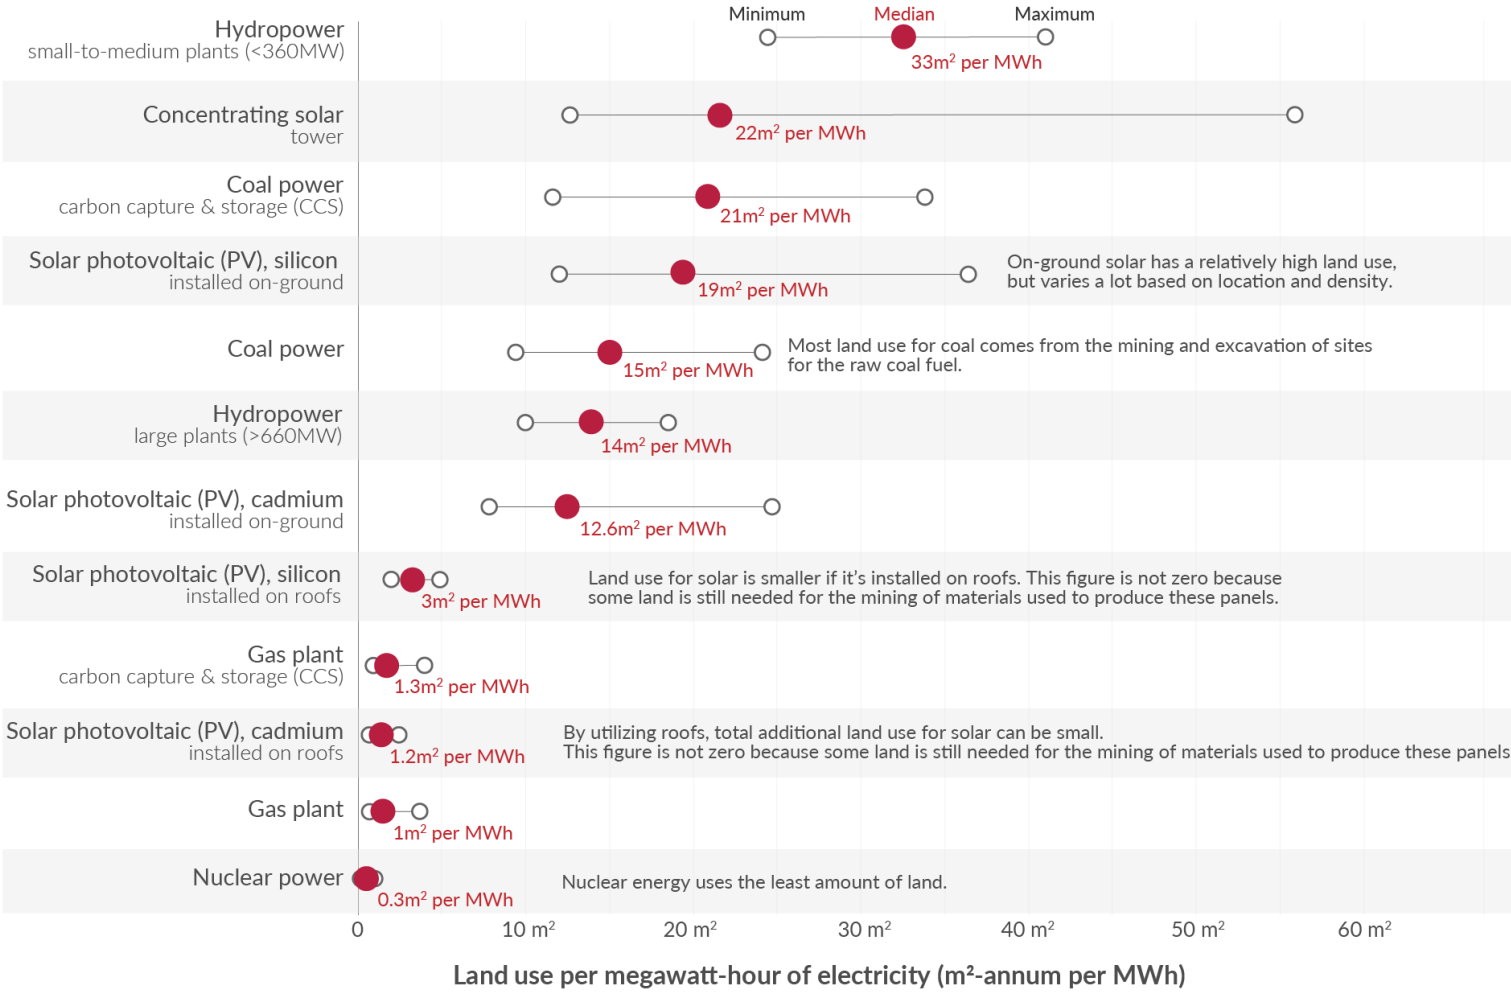 Minimum Median Maximum
Hydropower
small-to-medium plants (<360MW)
33m² per MWh
Concentrating solar
tower
22m² per MWh
Coal power
carbon capture & storage (CCS)
21m² per MWh
Solar photovoltaic (PV), silicon
installed on-ground
19m² per MWh
On-ground solar has a relatively high land use,
but varies a lot based on location and density.
Coal power
15m² per MWh
Most land use for coal comes from the mining and excavation of sites
for the raw coal fuel.
Hydropower
large plants (>660MW)
14m² per MWh
Solar photovoltaic (PV), cadmium
installed on-ground
12.6m² per MWh
Solar photovoltaic (PV), silicon
installed on roofs
3m² per MWh
Land use for solar is smaller if it's installed on roofs. This figure is not zero because
some land is still needed for the mining of materials used to produce these panels.
Gas plant
carbon capture & storage (CCS)
1.3m² per MWh
Solar photovoltaic (PV), cadmium
installed on roofs
1.2m² per MWh
By utilizing roofs, total additional land use for solar can be small.
This figure is not zero because some land is still needed for the mining of materials used to produce these panels
Gas plant
1m² per MWh
Nuclear power
0.3m² per MWh
Nuclear energy uses the least amount of land.
0 10 m² 20 m² 30 m² 40 m² 50 m² 60 m²
Land use per megawatt-hour of electricity (m²-annum per MWh)